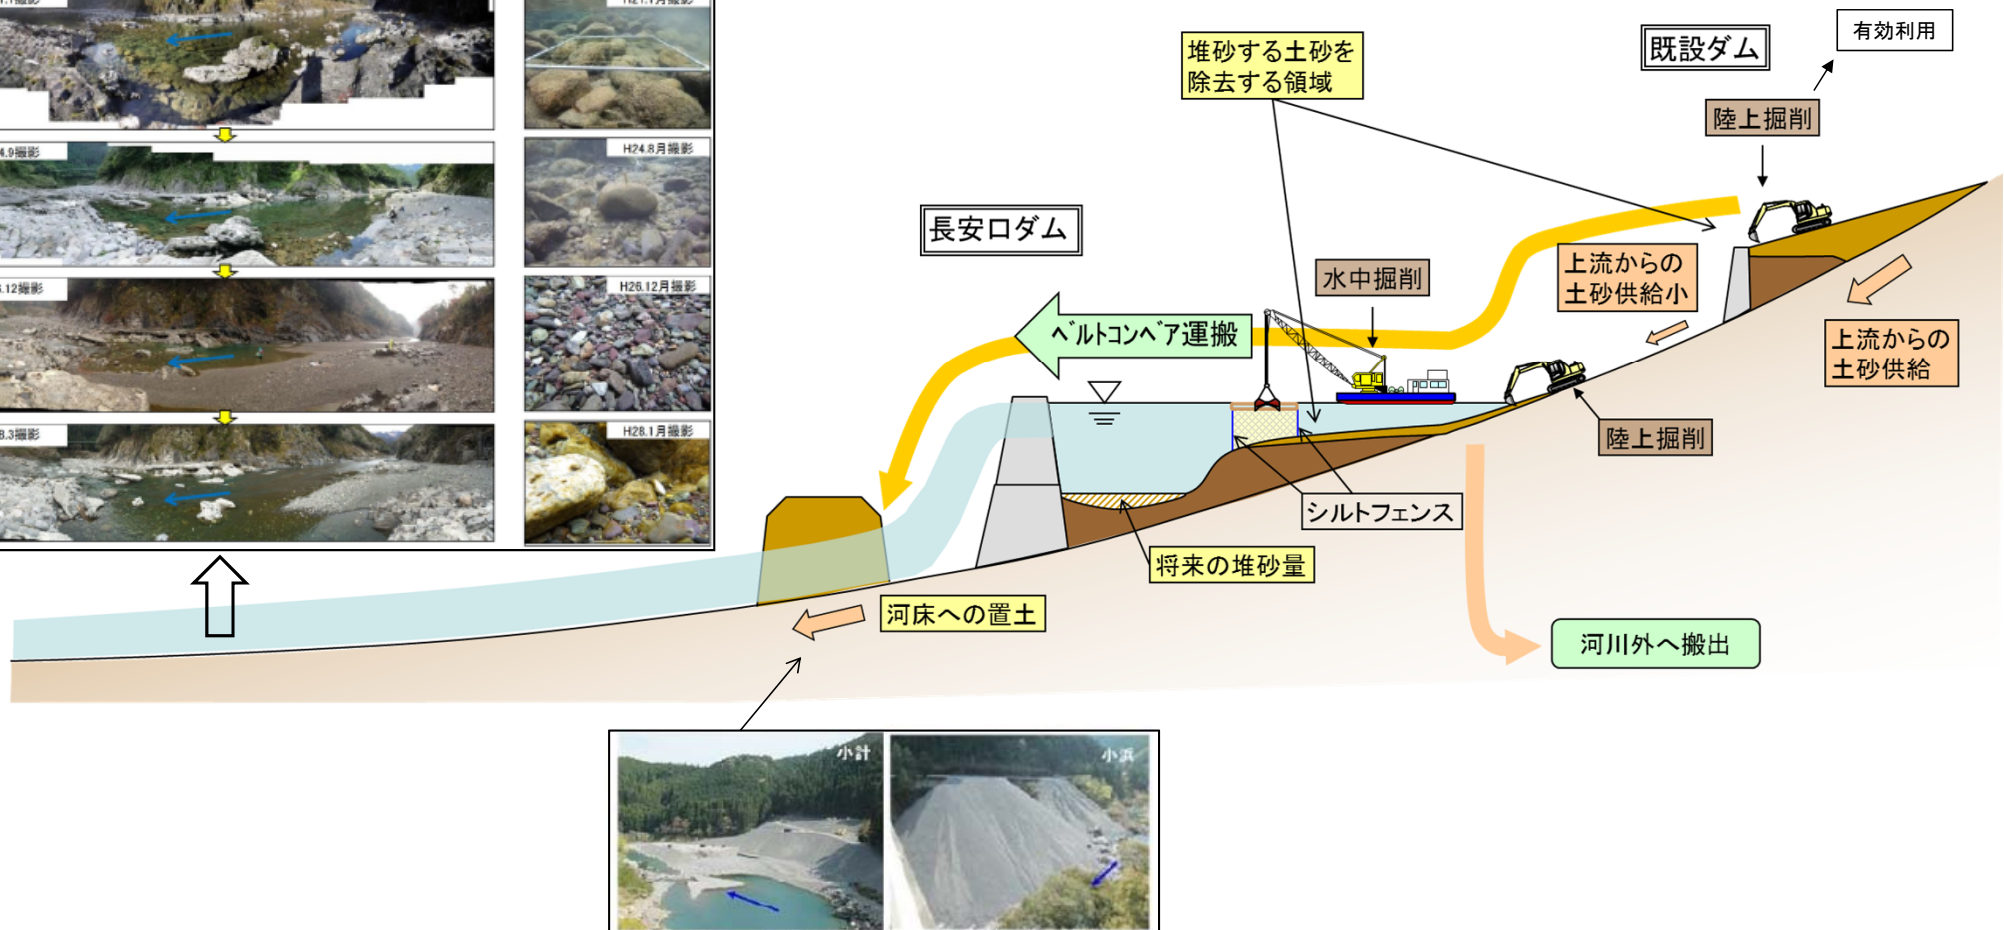 H24.8月撮影
H26.12月撮影
H28.1月撮影
堆砂する土砂を
除去する領域
既設ダム
有効利用
陸上掘削
長安口ダム
水中掘削
上流からの
土砂供給小
上流からの
土砂供給
ベルトコンベア運搬
陸上掘削
シルトフェンス
将来の堆砂量
河床への置土
河川外へ搬出
小計
小浜